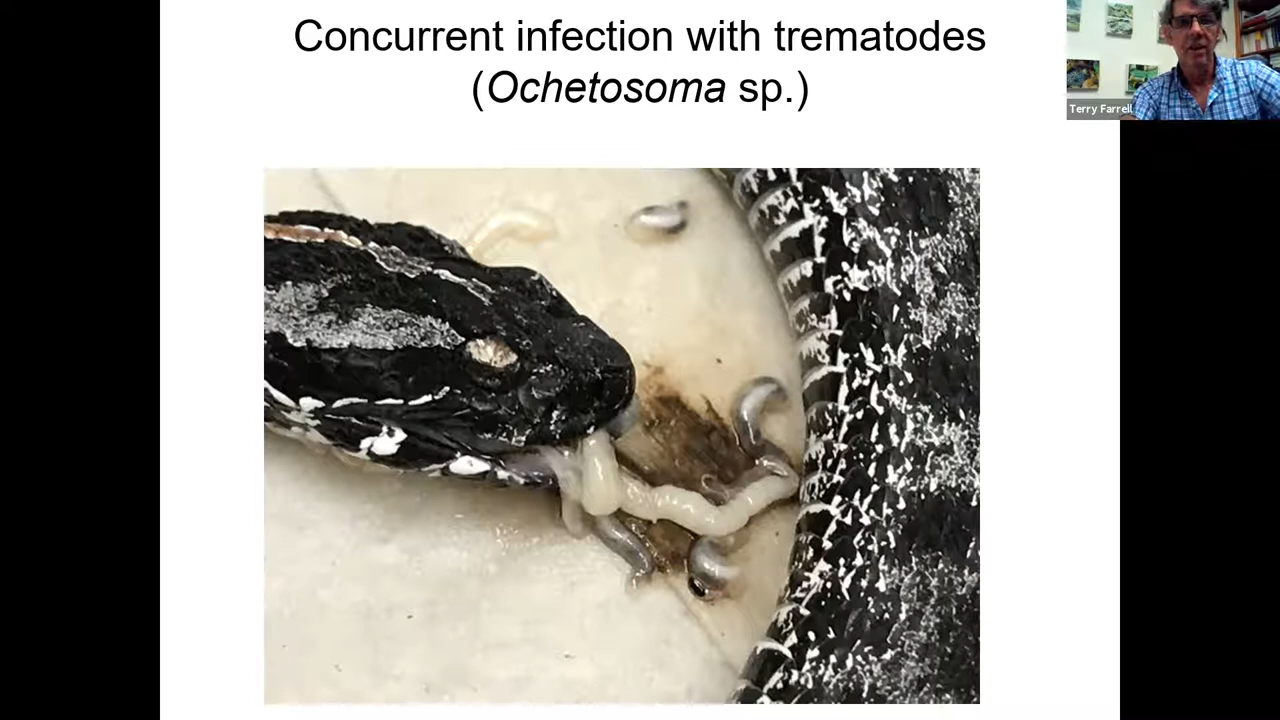 Concurrent infection with trematodes
(Ochetosoma sp.)
Terry Farrell